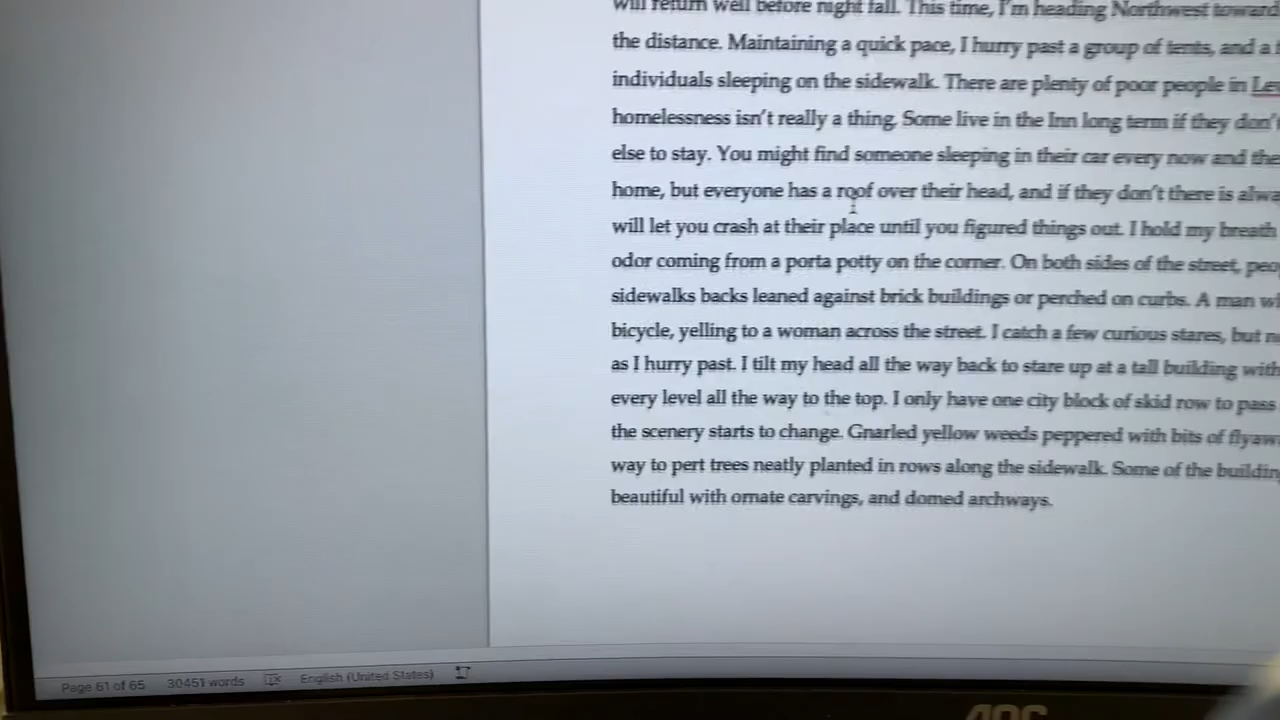 will return well before night fall. This time, I'm heading Northwest toward
the distance. Maintaining a quick pace, I hurry past a group of tents, and a
individuals sleeping on the sidewalk. There are plenty of poor people in Lev
homelessness isn't really a thing. Some live in the Inn long term if they don't
else to stay. You might find someone sleeping in their car every now and the
home, but everyone has a roof over their head, and if they don't there is alwa
will let you crash at their place until you figured things out. I hold my breath
odor coming from a porta potty on the corner. On both sides of the street, peo
sidewalks backs leaned against brick buildings or perched on curbs. A man w
bicycle, yelling to a woman across the street. I catch a few curious stares, but n
as I hurry past. I tilt my head all the way back to stare up at a tall building with
every level all the way to the top. I only have one city block of skid row to pass
the scenery starts to change. Gnarled yellow weeds peppered with bits of flyaw
way to pert trees neatly planted in rows along the sidewalk. Some of the buildin
beautiful with ornate carvings, and domed archways.
Page 61 of 65 30451 words English (United States)
AOC